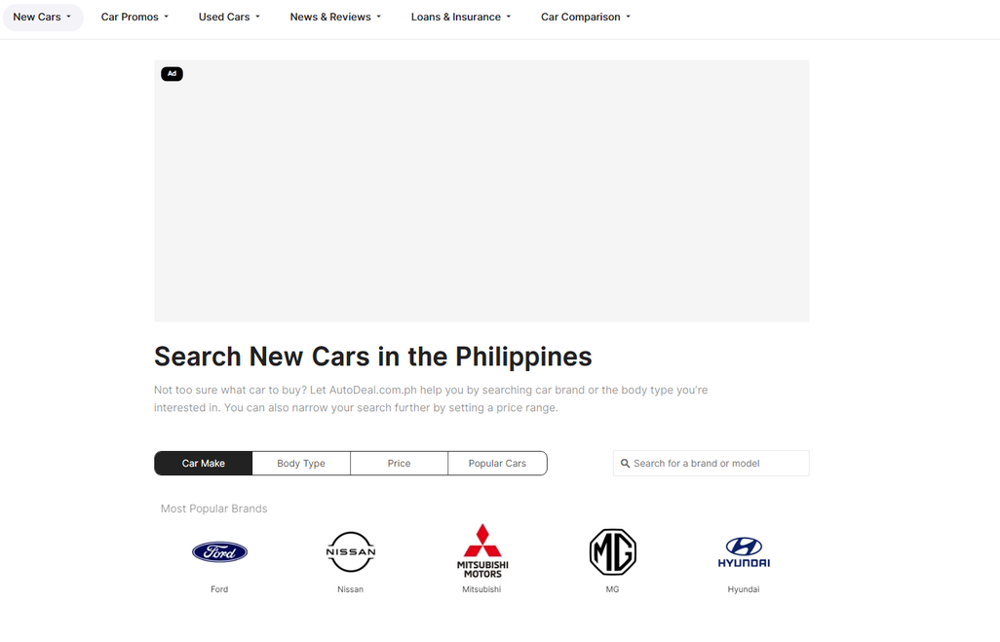 New Cars
Car Promos
Used Cars
News & Reviews
Loans & Insurance
Car Comparison
Ad
Search New Cars in the Philippines
Not too sure what car to buy? Let AutoDeal.com.ph help you by searching car brand or the body type you're
interested in. You can also narrow your search further by setting a price range.
Car Make
Body Type
Price
Popular Cars
Search for a brand or model
Most Popular Brands
Ford
NISSAN
MITSUBISHI
MOTORS
MG
HYUNDAI
Ford
Nissan
Mitsubishi
MG
Hyundai